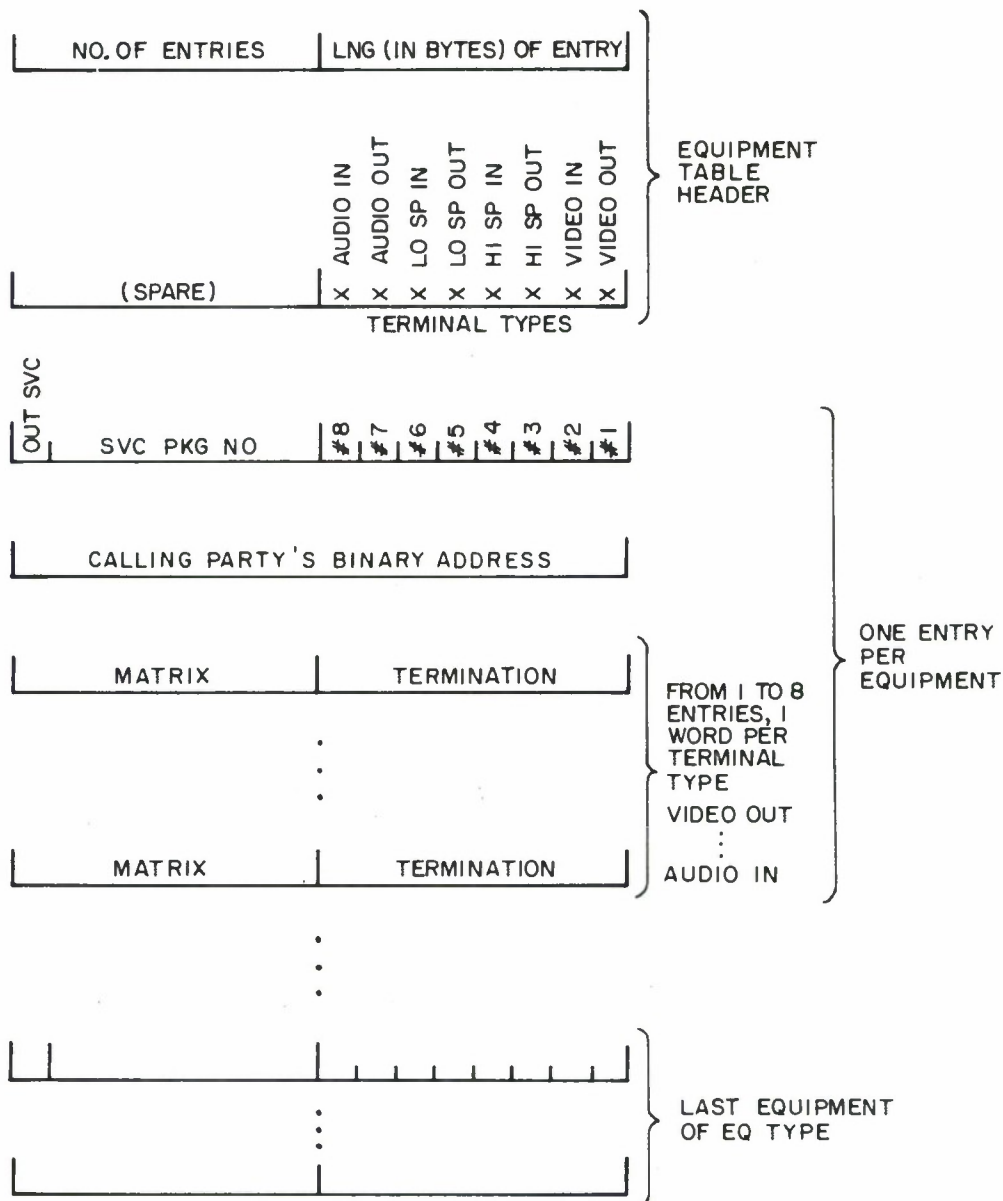 NO. OF ENTRIES
LNG (IN BYTES) OF ENTRY
EQUIPMENT
TABLE
HEADER
AUDIO IN
AUDIO OUT
LO SP IN
LO SP OUT
HI SP IN
HI SP OUT
VIDEO IN
VIDEO OUT
(SPARE)
X X X X X X X X
TERMINAL TYPES
OUT SVC
SVC PKG NO
#8 #7 #6 #5 #4 #3 #2 #1
CALLING PARTY'S BINARY ADDRESS
MATRIX
TERMINATION
FROM 1 TO 8
ENTRIES, 1
WORD PER
TERMINAL
TYPE
VIDEO OUT
AUDIO IN
ONE ENTRY
PER
EQUIPMENT
MATRIX
TERMINATION
LAST EQUIPMENT
OF EQ TYPE